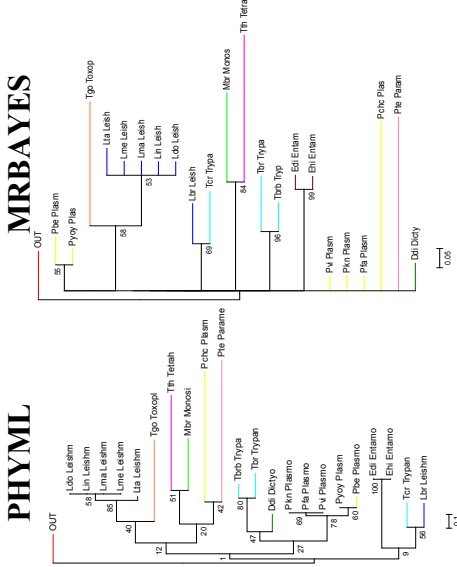 MRBAYES
OUT
55
Pbe Plasm
Pyoy Plas
58
Tgo Toxop
53
Lta Leish
Lme Leish
Lma Leish
Lin Leish
Ldo Leish
69
Lbr Leish
Tcr Trypa
84
Mbr Monos
Tth Tetra
96
Tbr Trypa
Tbrb Tryp
99
Edi Entam
Ehi Entam
Pvi Plasm
Pkn Plasm
Pfa Plasm
Pchc Plas
Pte Param
Ddi Dicty
0.05
PHYML
OUT
1
12
40
85
58
Ldo Leishm
Lin Leishm
Lma Leishm
Lme Leishm
Lta Leishm
Tgo Toxopl
20
51
Tth Tetrah
Mbr Monosi
42
Pchc Plasm
Pte Parame
27
47
80
Tbrb Trypa
Tbr Trypan
Ddi Dictyo
78
69
Pkn Plasmo
Pfa Plasmo
Pvi Plasmo
60
Pyoy Plasm
Pbe Plasmo
9
100
Edi Entamo
Ehi Entamo
56
Tcr Trypan
Lbr Leishm
0.1